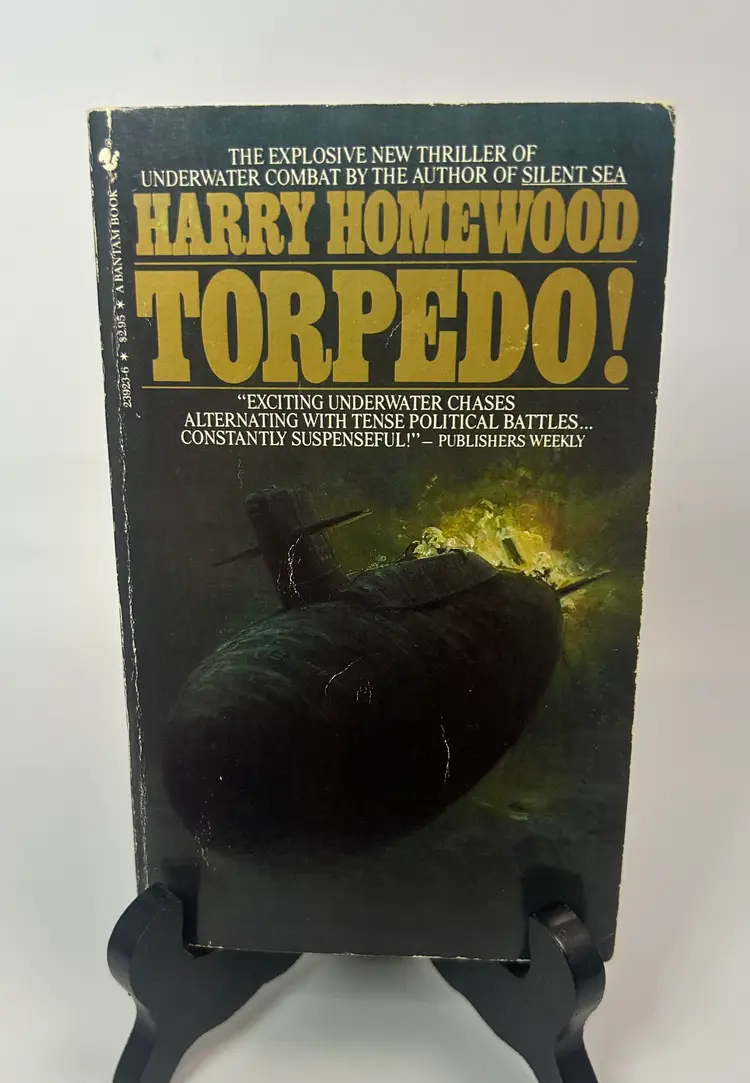 THE EXPLOSIVE NEW THRILLER OF
UNDERWATER COMBAT BY THE AUTHOR OF SILENT SEA
HARRY HOMEWOOD
TORPEDO!
"EXCITING UNDERWATER CHASES
ALTERNATING WITH TENSE POLITICAL BATTLES...
CONSTANTLY SUSPENSEFUL!"— PUBLISHERS WEEKLY
23923-6 * $2.95 * A BANTAM BOOK